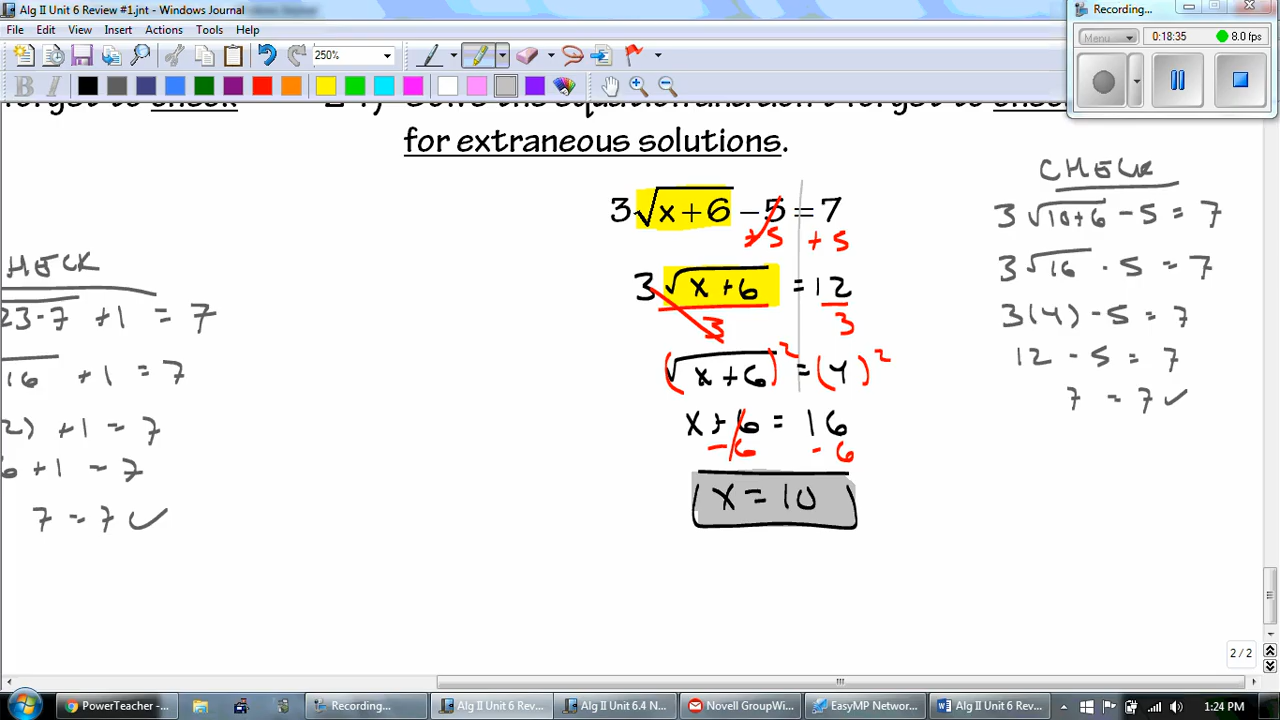 Alg II Unit 6 Review #1.jnt - Windows Journal
File Edit View Insert Actions Tools Help
250%
Recording...
Menu
0:18:35 8.0 fps
for extraneous solutions.
3√x+6 -5 = 7
+5 +5
3√x+6 = 12
3 3
(√x+6)² = (4)²
x+6 = 16
-6 -6
x = 10
CHECK
3√10+6 -5 = 7
3√16 - 5 = 7
3(4) -5 = 7
12 - 5 = 7
7 = 7 ✓
HECK
23-7 +1 = 7
16 +1 = 7
2) +1 = 7
6 +1 = 7
7 = 7 ✓
2 / 2
PowerTeacher -...
Recording...
Alg II Unit 6 Revi...
Alg II Unit 6.4 N...
Novell GroupWi...
EasyMP Networ...
Alg II Unit 6 Rev...
1:24 PM